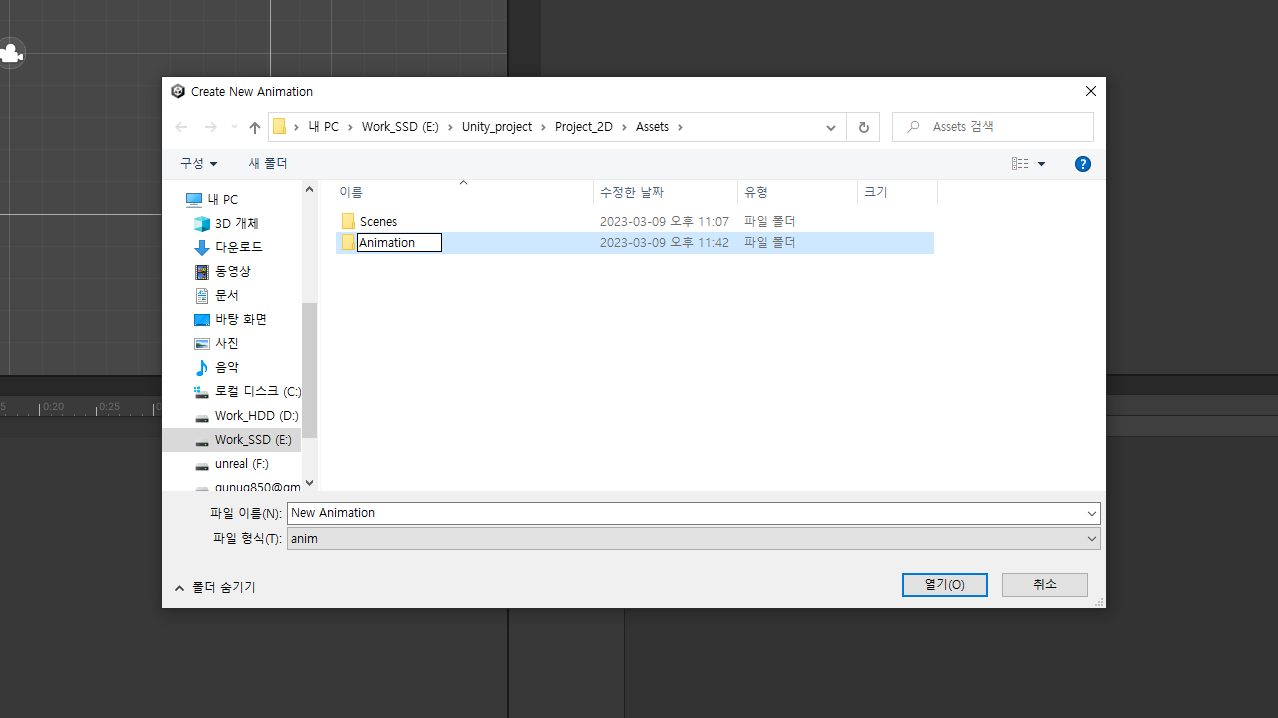 Create New Animation
내 PC > Work_SSD (E:) > Unity_project > Project_2D > Assets >
Assets 검색
구성
새 폴더
?
내 PC
3D 개체
다운로드
동영상
문서
바탕 화면
사진
음악
로컬 디스크 (C:)
Work_HDD (D:)
Work_SSD (E:)
unreal (F:)
이름 수정한 날짜 유형 크기
Scenes 2023-03-09 오후 11:07 파일 폴더
Animation 2023-03-09 오후 11:42 파일 폴더
0:20 0:25
파일 이름(N): New Animation
파일 형식(T): anim
폴더 숨기기
열기(O)
취소